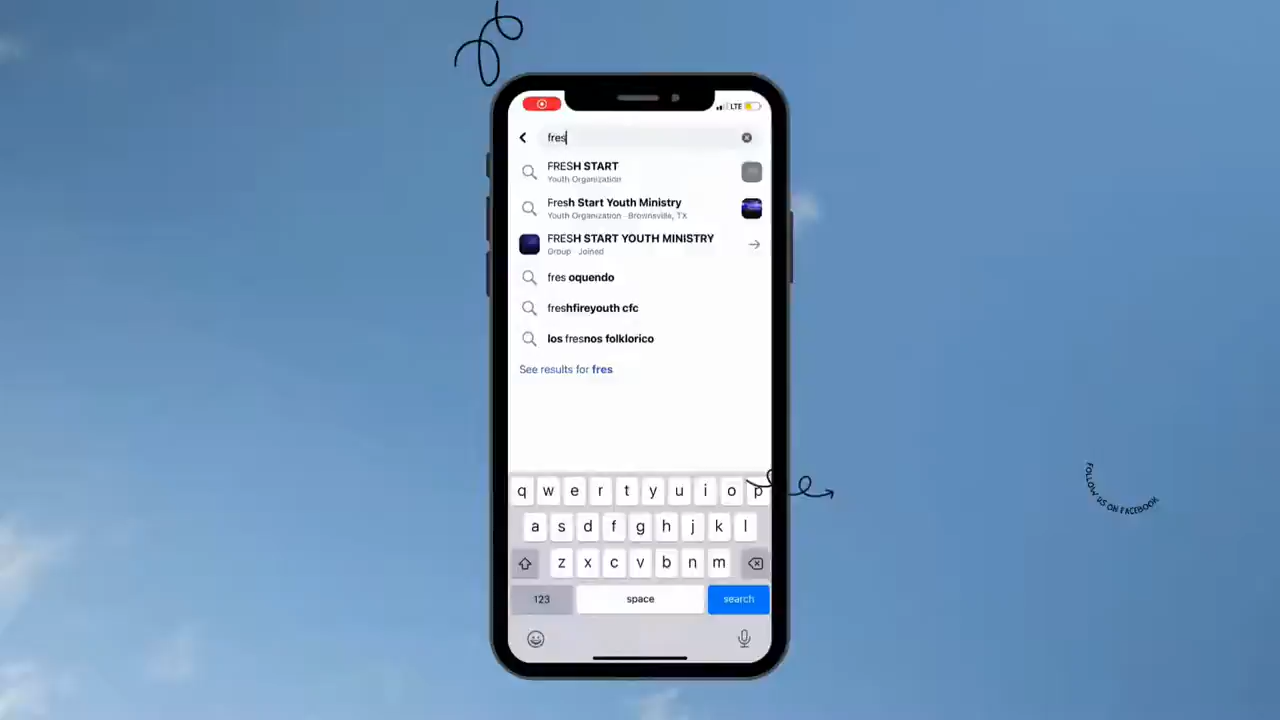 LTE
fres
FRESH START
Youth Organization
Fresh Start Youth Ministry
Youth Organization · Brownsville, TX
FRESH START YOUTH MINISTRY
Group · Joined
fres oquendo
freshfireyouth cfc
los fresnos folklorico
See results for fres
q w e r t y u i o p
a s d f g h j k l
z x c v b n m
123 space search
FOLLOW US ON FACEBOOK